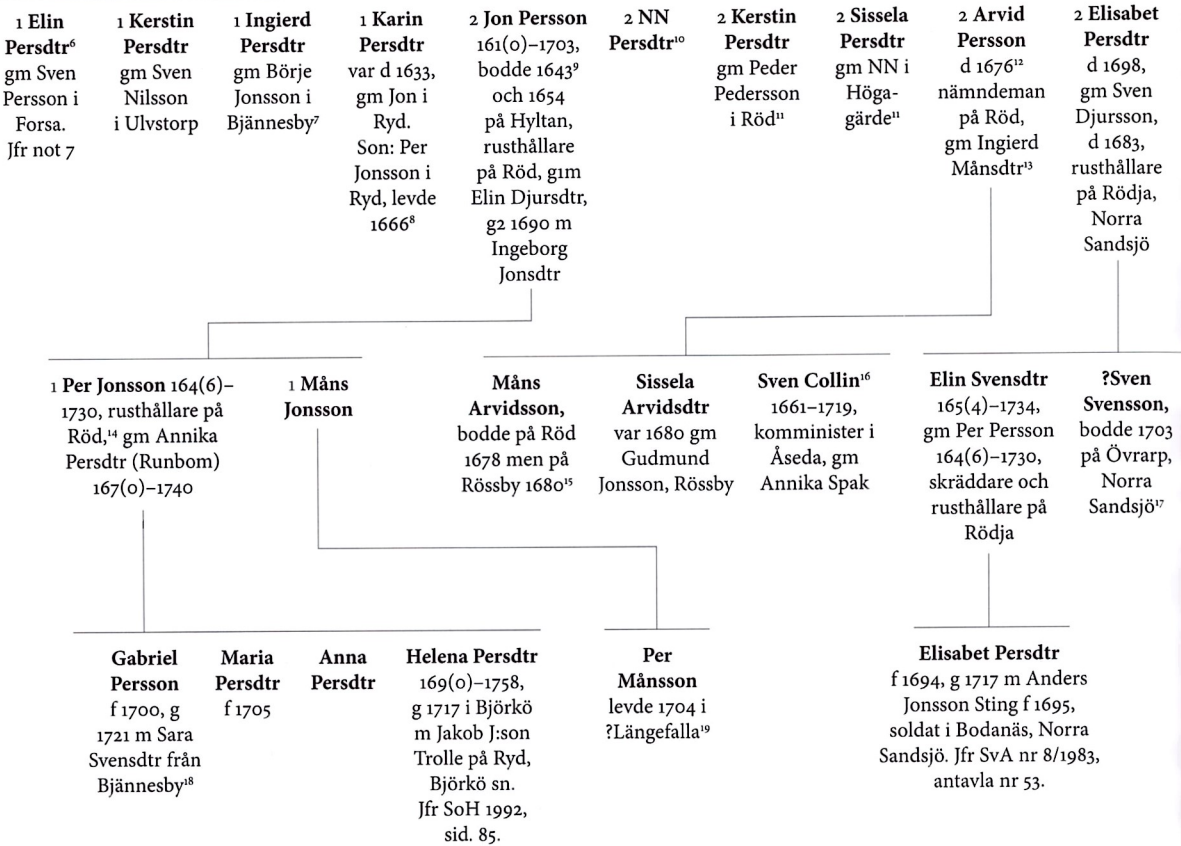 1 Elin
Persdtr⁶
gm Sven
Persson i
Forsa.
Jfr not 7
1 Kerstin
Persdtr
gm Sven
Nilsson
i Ulvstorp
1 Ingierd
Persdtr
gm Börje
Jonsson i
Bjännesby⁷
1 Karin
Persdtr
var d 1633,
gm Jon i
Ryd.
Son: Per
Jonsson i
Ryd, levde
1666⁸
2 Jon Persson
161(0)–1703,
bodde 1643⁹
och 1654
på Hyltan,
rusthållare
på Röd, g1m
Elin Djursdtr,
g2 1690 m
Ingeborg
Jonsdtr
2 NN
Persdtr¹⁰
2 Kerstin
Persdtr
gm Peder
Pedersson
i Röd¹¹
2 Sissela
Persdtr
gm NN i
Höga-
gärde¹¹
2 Arvid
Persson
d 1676¹²
nämndeman
på Röd,
gm Ingierd
Månsdtr¹³
2 Elisabet
Persdtr
d 1698,
gm Sven
Djursson,
d 1683,
rusthållare
på Rödja,
Norra
Sandsjö
1 Per Jonsson 164(6)–
1730, rusthållare på
Röd,¹⁴ gm Annika
Persdtr (Runbom)
167(0)–1740
1 Måns
Jonsson
Måns
Arvidsson,
bodde på Röd
1678 men på
Rössby 1680¹⁵
Sissela
Arvidsdtr
var 1680 gm
Gudmund
Jonsson, Rössby
Sven Collin¹⁶
1661–1719,
komminister i
Åseda, gm
Annika Spak
Elin Svensdtr
165(4)–1734,
gm Per Persson
164(6)–1730,
skräddare och
rusthållare på
Rödja
?Sven
Svensson,
bodde 1703
på Övrarp,
Norra
Sandsjö¹⁷
Gabriel
Persson
f 1700, g
1721 m Sara
Svensdtr från
Bjännesby¹⁸
Maria
Persdtr
f 1705
Anna
Persdtr
Helena Persdtr
169(0)–1758,
g 1717 i Björkö
m Jakob J:son
Trolle på Ryd,
Björkö sn.
Jfr SoH 1992,
sid. 85.
Per
Månsson
levde 1704 i
?Längefalla¹⁹
Elisabet Persdtr
f 1694, g 1717 m Anders
Jonsson Sting f 1695,
soldat i Bodanäs, Norra
Sandsjö. Jfr SvA nr 8/1983,
antavla nr 53.